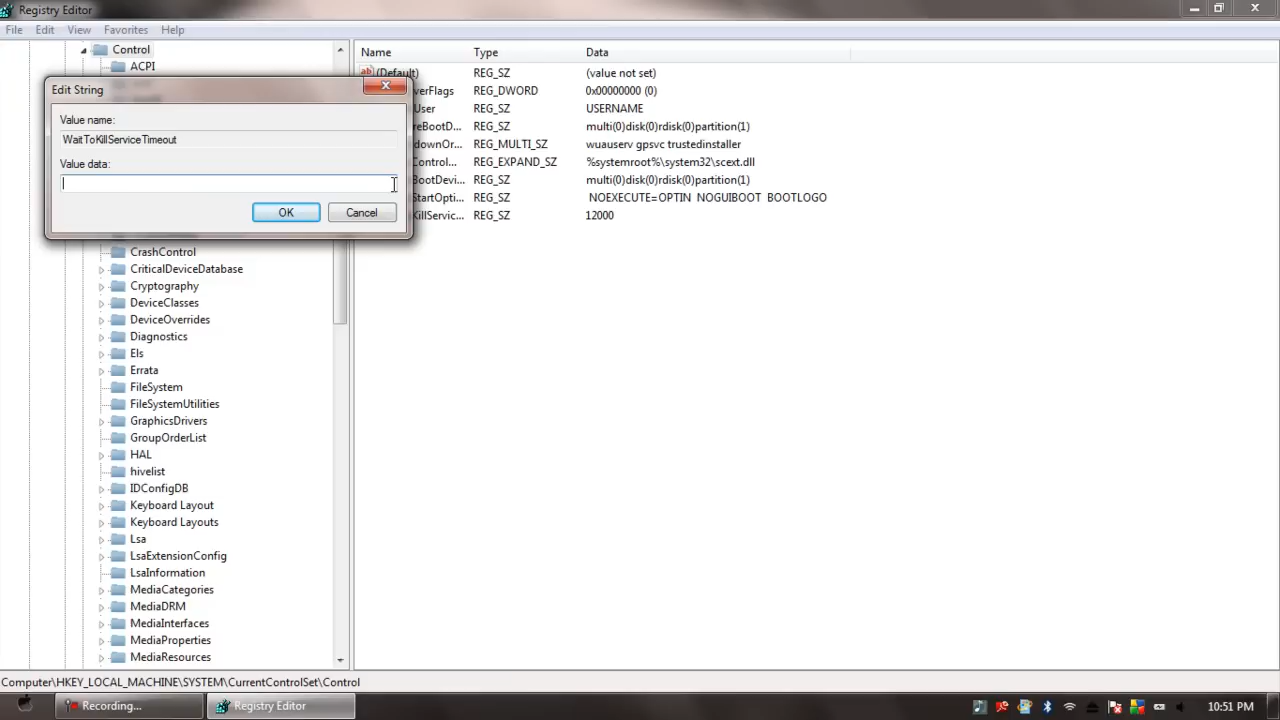 Registry Editor
File Edit View Favorites Help
Control
ACPI
Edit String
Value name:
WaitToKillServiceTimeout
Value data:
OK Cancel
CrashControl
CriticalDeviceDatabase
Cryptography
DeviceClasses
DeviceOverrides
Diagnostics
Els
Errata
FileSystem
FileSystemUtilities
GraphicsDrivers
GroupOrderList
HAL
hivelist
IDConfigDB
Keyboard Layout
Keyboard Layouts
Lsa
LsaExtensionConfig
LsaInformation
MediaCategories
MediaDRM
MediaInterfaces
MediaProperties
MediaResources
Name Type Data
ab (Default) REG_SZ (value not set)
verFlags REG_DWORD 0x00000000 (0)
User REG_SZ USERNAME
reBootD... REG_SZ multi(0)disk(0)rdisk(0)partition(1)
downOr... REG_MULTI_SZ wuauserv gpsvc trustedinstaller
Control... REG_EXPAND_SZ %systemroot%\system32\scext.dll
BootDevi... REG_SZ multi(0)disk(0)rdisk(0)partition(1)
StartOpti... REG_SZ NOEXECUTE=OPTIN NOGUIBOOT BOOTLOGO
KillServic... REG_SZ 12000
Computer\HKEY_LOCAL_MACHINE\SYSTEM\CurrentControlSet\Control
Recording... Registry Editor 10:51 PM